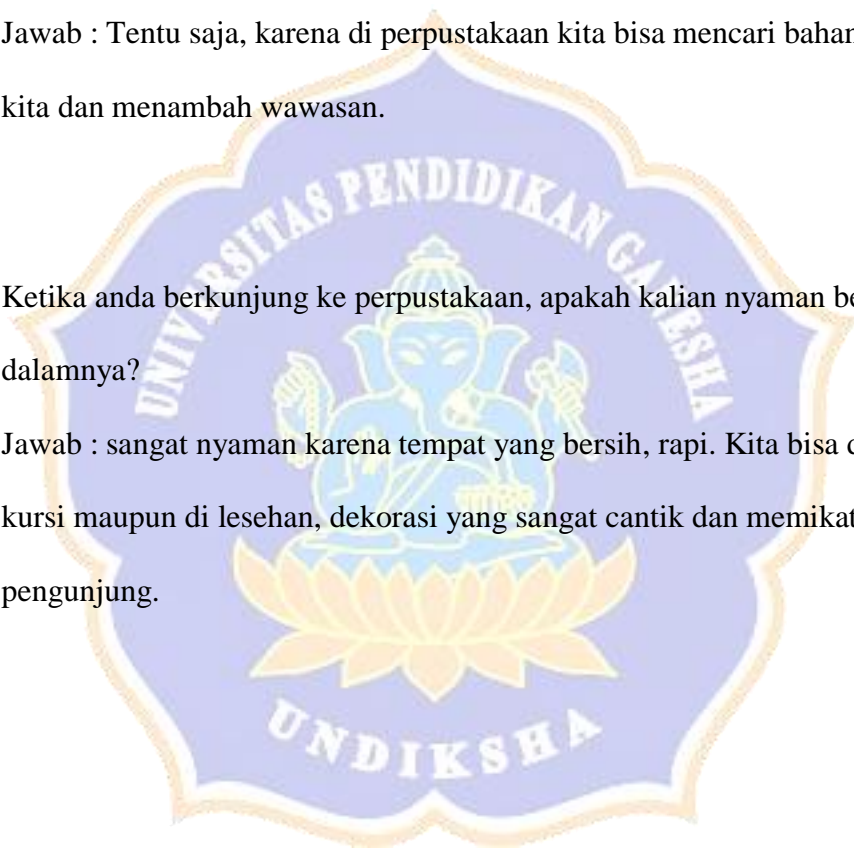 Jawab : Tentu saja, karena di perpustakaan kita bisa mencari bahan
kita dan menambah wawasan.
UNIVERSITAS PENDIDIKAN GANESHA
Ketika anda berkunjung ke perpustakaan, apakah kalian nyaman
dalamnya?
Jawab : sangat nyaman karena tempat yang bersih, rapi. Kita bisa
kursi maupun di lesehan, dekorasi yang sangat cantik dan memikat
pengunjung.
UNDIKSHA